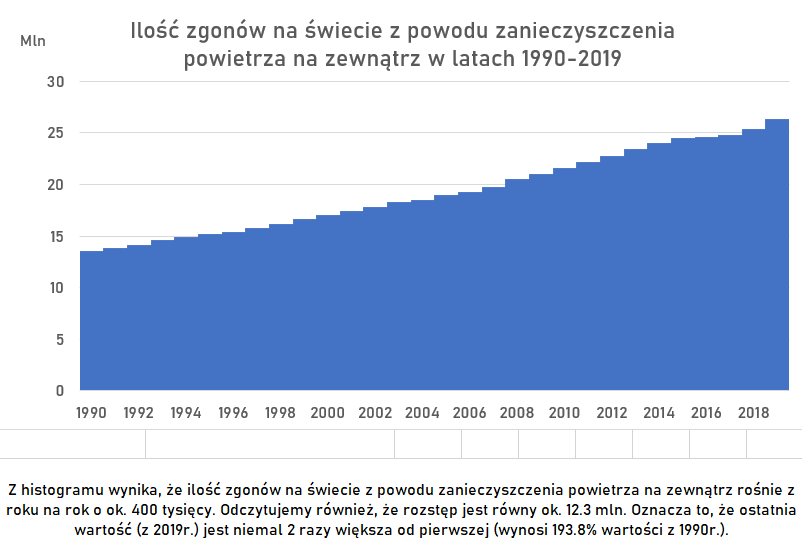 Ilość zgonów na świecie z powodu zanieczyszczenia
powietrza na zewnątrz w latach 1990-2019
Mln
30
25
20
15
10
5
0
1990 1992 1994 1996 1998 2000 2002 2004 2006 2008 2010 2012 2014 2016 2018
Z histogramu wynika, że ilość zgonów na świecie z powodu zanieczyszczenia powietrza na zewnątrz rośnie z
roku na rok o ok. 400 tysięcy. Odczytujemy również, że rozstęp jest równy ok. 12.3 mln. Oznacza to, że ostatnia
wartość (z 2019r.) jest niemal 2 razy większa od pierwszej (wynosi 193.8% wartości z 1990r.).